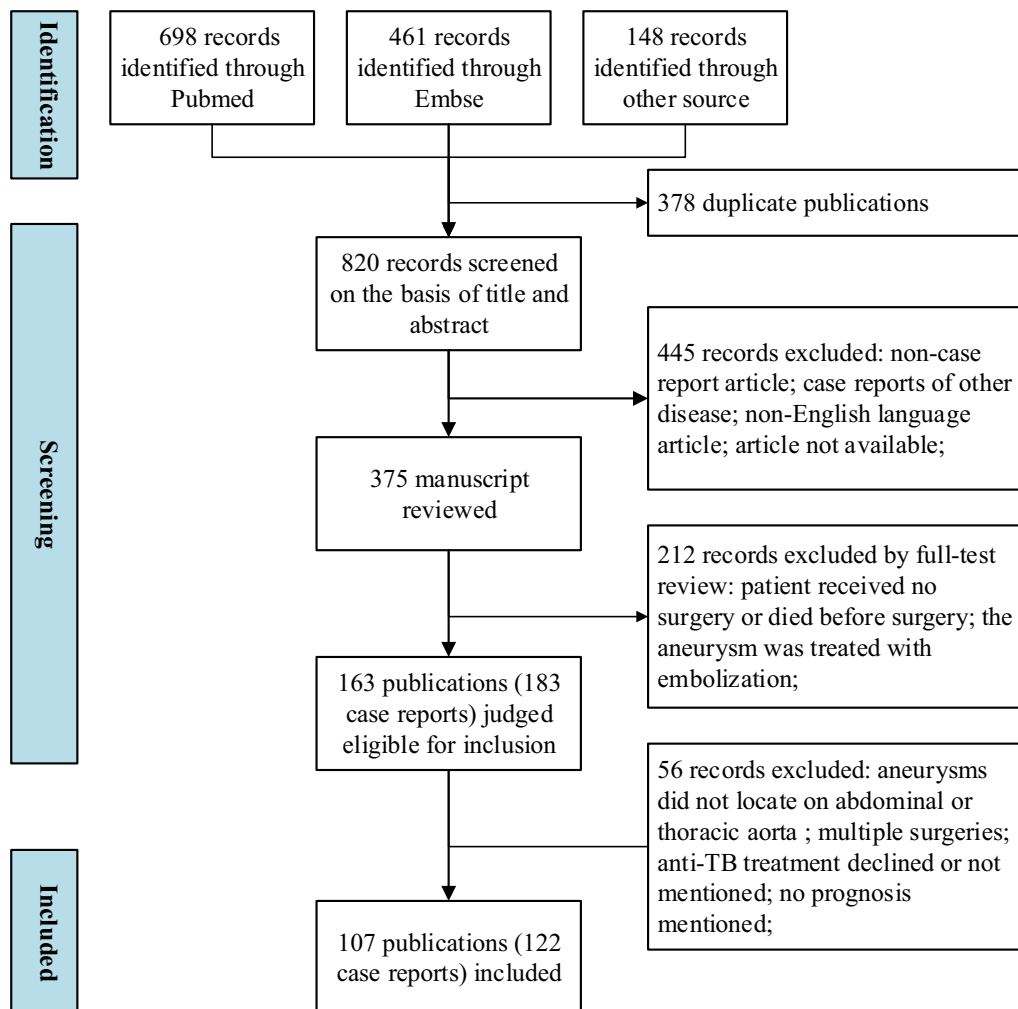 Identification
698 records
identified through
Pubmed
461 records
identified through
Embse
148 records
identified through
other source
378 duplicate publications
Screening
820 records screened
on the basis of title and
abstract
445 records excluded: non-case
report article; case reports of other
disease; non-English language
article; article not available;
375 manuscript
reviewed
212 records excluded by full-test
review: patient received no
surgery or died before surgery; the
aneurysm was treated with
embolization;
163 publications (183
case reports) judged
eligible for inclusion
56 records excluded: aneurysms
did not locate on abdominal or
thoracic aorta ; multiple surgeries;
anti-TB treatment declined or not
mentioned; no prognosis
mentioned;
Included
107 publications (122
case reports) included